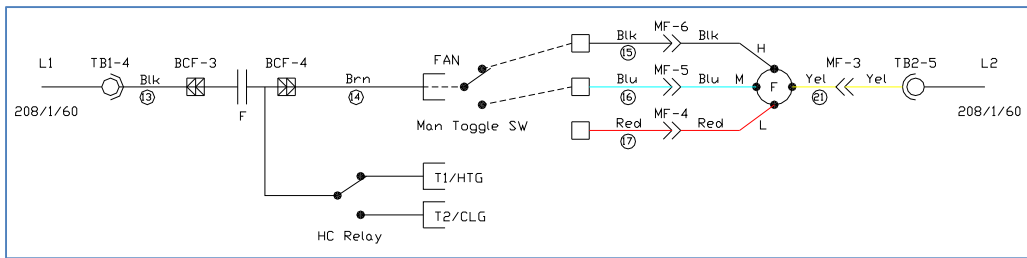 MF-6
Blk
Blk
15
H
L1
TB1-4
BCF-3
BCF-4
FAN
MF-5
MF-3
TB2-5
L2
Blk
Brn
Blu
Blu
M
F
Yel
Yel
13
14
16
21
208/1/60
F
Man Toggle SW
MF-4
208/1/60
Red
Red
L
17
T1/HTG
T2/CLG
HC Relay